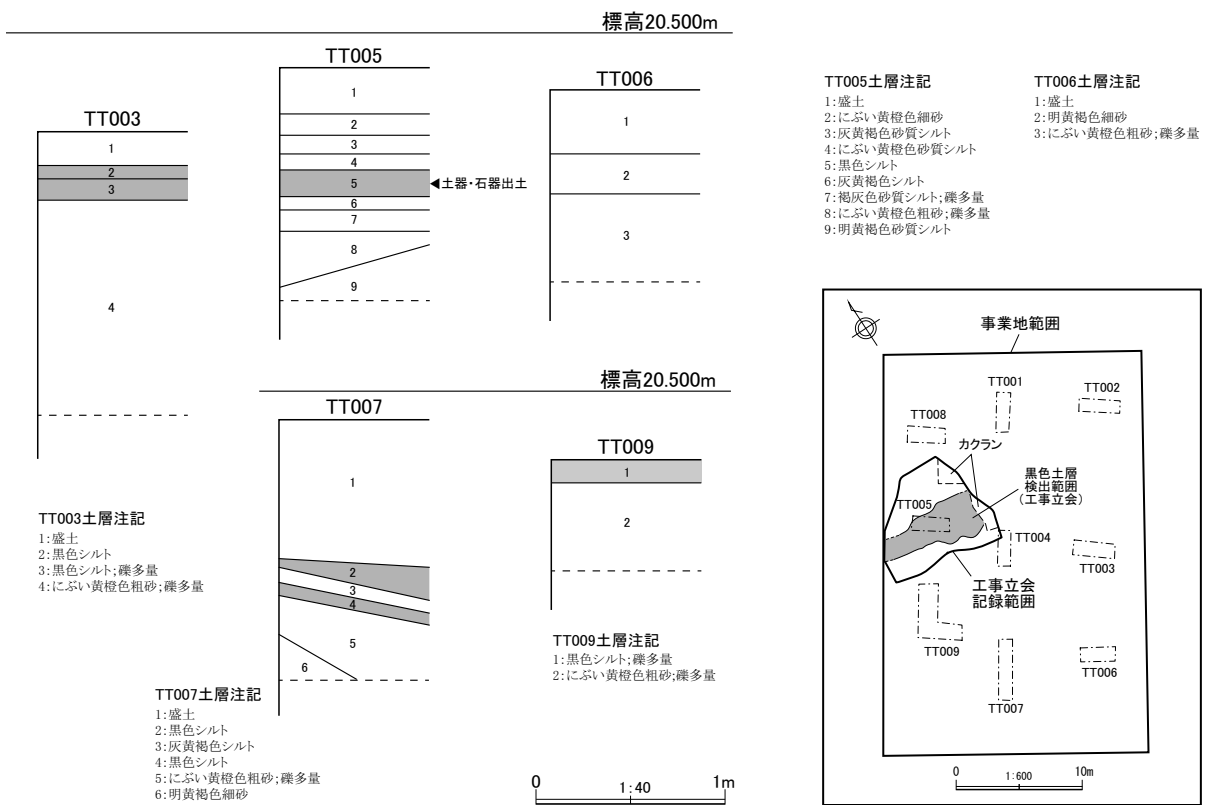 標高20.500m
TT003
1
2
3
4
TT005
1
2
3
4
5
6
7
8
9
◀土器・石器出土
TT006
1
2
3
TT005土層注記
1:盛土
2:にぶい黄橙色細砂
3:灰黄褐色砂質シルト
4:にぶい黄橙色砂質シルト
5:黒色シルト
6:灰黄褐色シルト
7:褐灰色砂質シルト;礫多量
8:にぶい黄橙色粗砂;礫多量
9:明黄褐色砂質シルト
TT006土層注記
1:盛土
2:明黄褐色細砂
3:にぶい黄橙色粗砂;礫多量
TT003土層注記
1:盛土
2:黒色シルト
3:黒色シルト;礫多量
4:にぶい黄橙色粗砂;礫多量
標高20.500m
TT007
1
2
3
4
5
6
TT009
1
2
TT007土層注記
1:盛土
2:黒色シルト
3:灰黄褐色シルト
4:黒色シルト
5:にぶい黄橙色粗砂;礫多量
6:明黄褐色細砂
TT009土層注記
1:黒色シルト;礫多量
2:にぶい黄橙色粗砂;礫多量
0
1:40
1m
事業地範囲
TT001
TT002
TT008
カクラン
黒色土層
検出範囲
(工事立会)
TT005
TT004
TT003
工事立会
記録範囲
TT009
TT006
TT007
0
1:600
10m